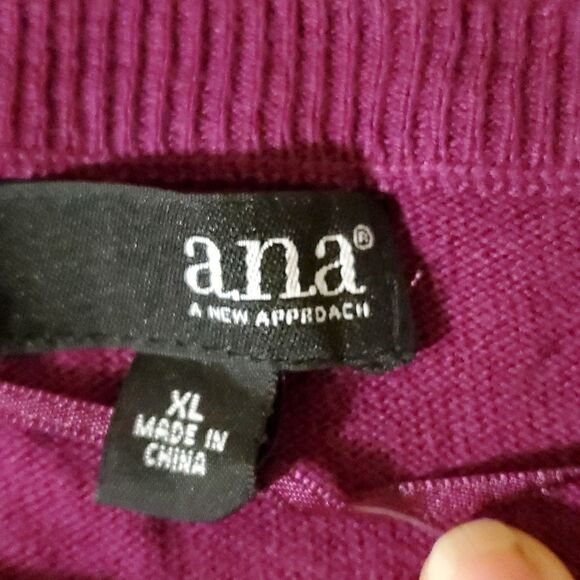 a.n.a®
A NEW APPROACH
XL
MADE IN
CHINA